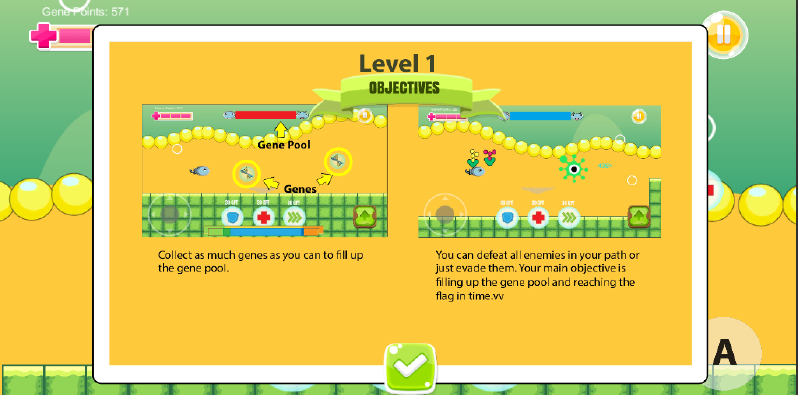 Gene Points: 571
Level 1
OBJECTIVES
Gene Pool
Genes
Collect as much genes as you can to fill up
the gene pool.
You can defeat all enemies in your path or
just evade them. Your main objective is
filling up the gene pool and reaching the
flag in time.vv
A